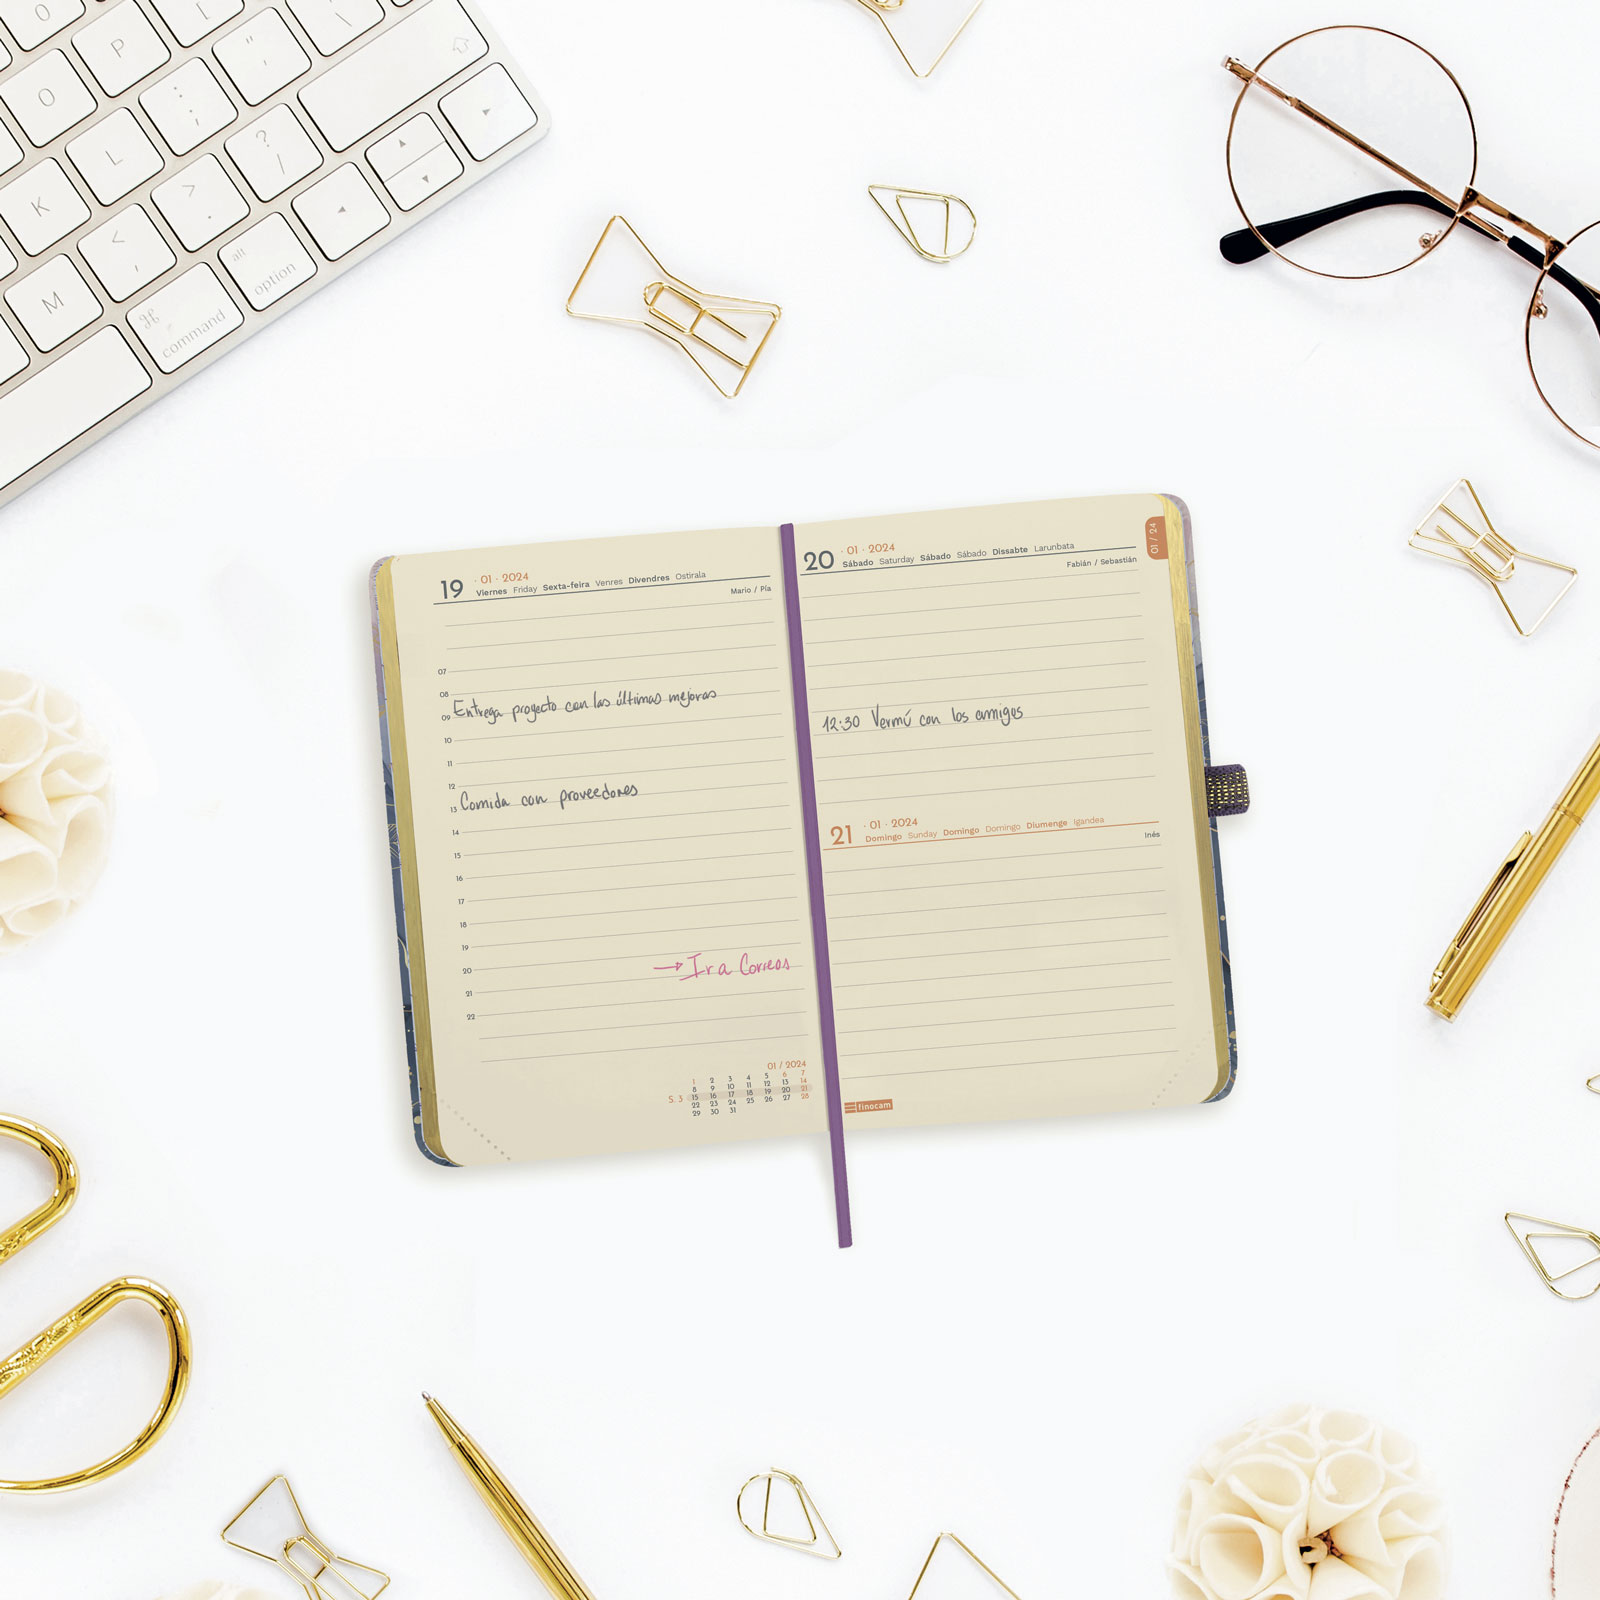 P
"
O
:
;
L
?
/
K
>
.
<
,
M
alt
option
⌘
command
19 · 01 · 2024
Viernes Friday Sexta-feira Venres Divendres Ostirala
Mario / Pía
07
08
09 Entrega proyecto con las últimas mejoras
10
11
12
13 Comida con proveedores
14
15
16
17
18
19
20 → Ir a Correos
21
22
01 / 2024
1 2 3 4 5 6 7
8 9 10 11 12 13 14
S. 3 15 16 17 18 19 20 21
22 23 24 25 26 27 28
29 30 31
20 · 01 · 2024
01 / 24
Sábado Saturday Sábado Sábado Dissabte Larunbata
Fabián / Sebastián
12:30 Vermú con los amigos
21 · 01 · 2024
Domingo Sunday Domingo Domingo Diumenge Igandea
Inés
finocam